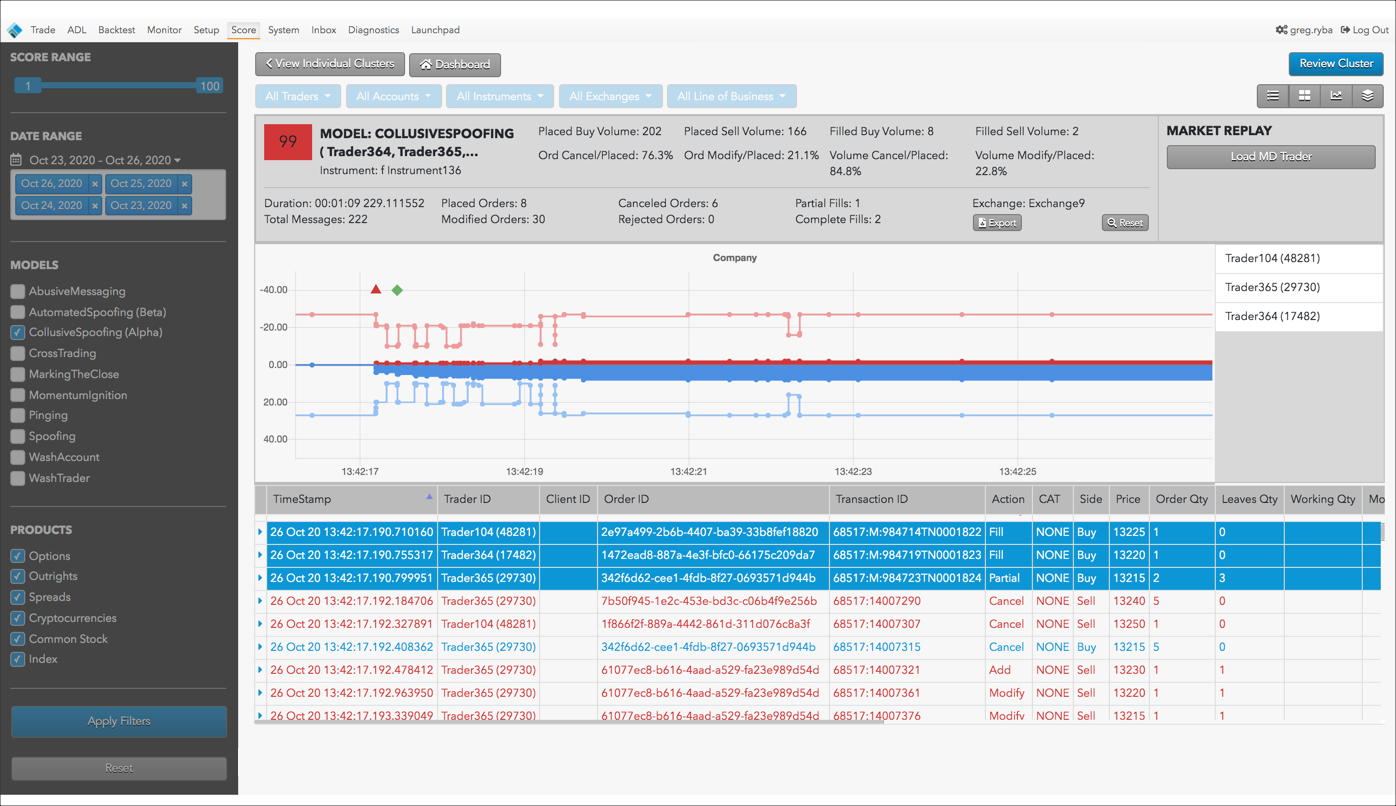 Trade ADL Backtest Monitor Setup Score System Inbox Diagnostics Launchpad greg.ryba Log Out
SCORE RANGE
1 100
DATE RANGE
Oct 23, 2020 - Oct 26, 2020
Oct 26, 2020 × Oct 25, 2020 ×
Oct 24, 2020 × Oct 23, 2020 ×
MODELS
AbusiveMessaging
AutomatedSpoofing (Beta)
CollusiveSpoofing (Alpha)
CrossTrading
MarkingTheClose
MomentumIgnition
Pinging
Spoofing
WashAccount
WashTrader
PRODUCTS
Options
Outrights
Spreads
Cryptocurrencies
Common Stock
Index
Apply Filters
Reset
View Individual Clusters Dashboard Review Cluster
All Traders All Accounts All Instruments All Exchanges All Line of Business
99
MODEL: COLLUSIVESPOOFING
( Trader364, Trader365,...
Instrument: f Instrument136
Placed Buy Volume: 202 Placed Sell Volume: 166 Filled Buy Volume: 8 Filled Sell Volume: 2
Ord Cancel/Placed: 76.3% Ord Modify/Placed: 21.1% Volume Cancel/Placed: Volume Modify/Placed:
84.8% 22.8%
Duration: 00:01:09 229.111552 Placed Orders: 8 Canceled Orders: 6 Partial Fills: 1 Exchange: Exchange9
Total Messages: 222 Modified Orders: 30 Rejected Orders: 0 Complete Fills: 2 Export Reset
MARKET REPLAY
Load MD Trader
Company
-40.00
-20.00
0.00
20.00
40.00
13:42:17 13:42:19 13:42:21 13:42:23 13:42:25
Trader104 (48281)
Trader365 (29730)
Trader364 (17482)
TimeStamp Trader ID Client ID Order ID Transaction ID Action CAT Side Price Order Qty Leaves Qty Working Qty Mo
26 Oct 20 13:42:17.190.710160 Trader104 (48281) 2e97a499-2b6b-4407-ba39-33b8fef18820 68517:M:984714TN0001822 Fill NONE Buy 13225 1 0
26 Oct 20 13:42:17.190.755317 Trader364 (17482) 1472ead8-887a-4e3f-bfc0-66175c209da7 68517:M:984719TN0001823 Fill NONE Buy 13220 1 0
26 Oct 20 13:42:17.190.799951 Trader365 (29730) 342f6d62-cee1-4fdb-8f27-0693571d944b 68517:M:984723TN0001824 Partial NONE Buy 13215 2 3
26 Oct 20 13:42:17.192.184706 Trader365 (29730) 7b50f945-1e2c-453e-bd3c-c06b4f9e256b 68517:14007290 Cancel NONE Sell 13240 5 0
26 Oct 20 13:42:17.192.327891 Trader104 (48281) 1f866f2f-889a-4442-861d-311d076c8a3f 68517:14007307 Cancel NONE Sell 13250 1 0
26 Oct 20 13:42:17.192.408362 Trader365 (29730) 342f6d62-cee1-4fdb-8f27-0693571d944b 68517:14007315 Cancel NONE Buy 13215 5 0
26 Oct 20 13:42:17.192.478412 Trader365 (29730) 61077ec8-b616-4aad-a529-fa23e989d54d 68517:14007321 Add NONE Sell 13230 1 1
26 Oct 20 13:42:17.192.963950 Trader365 (29730) 61077ec8-b616-4aad-a529-fa23e989d54d 68517:14007361 Modify NONE Sell 13220 1 1
26 Oct 20 13:42:17.193.339049 Trader365 (29730) 61077ec8-b616-4aad-a529-fa23e989d54d 68517:14007376 Modify NONE Sell 13215 1 1